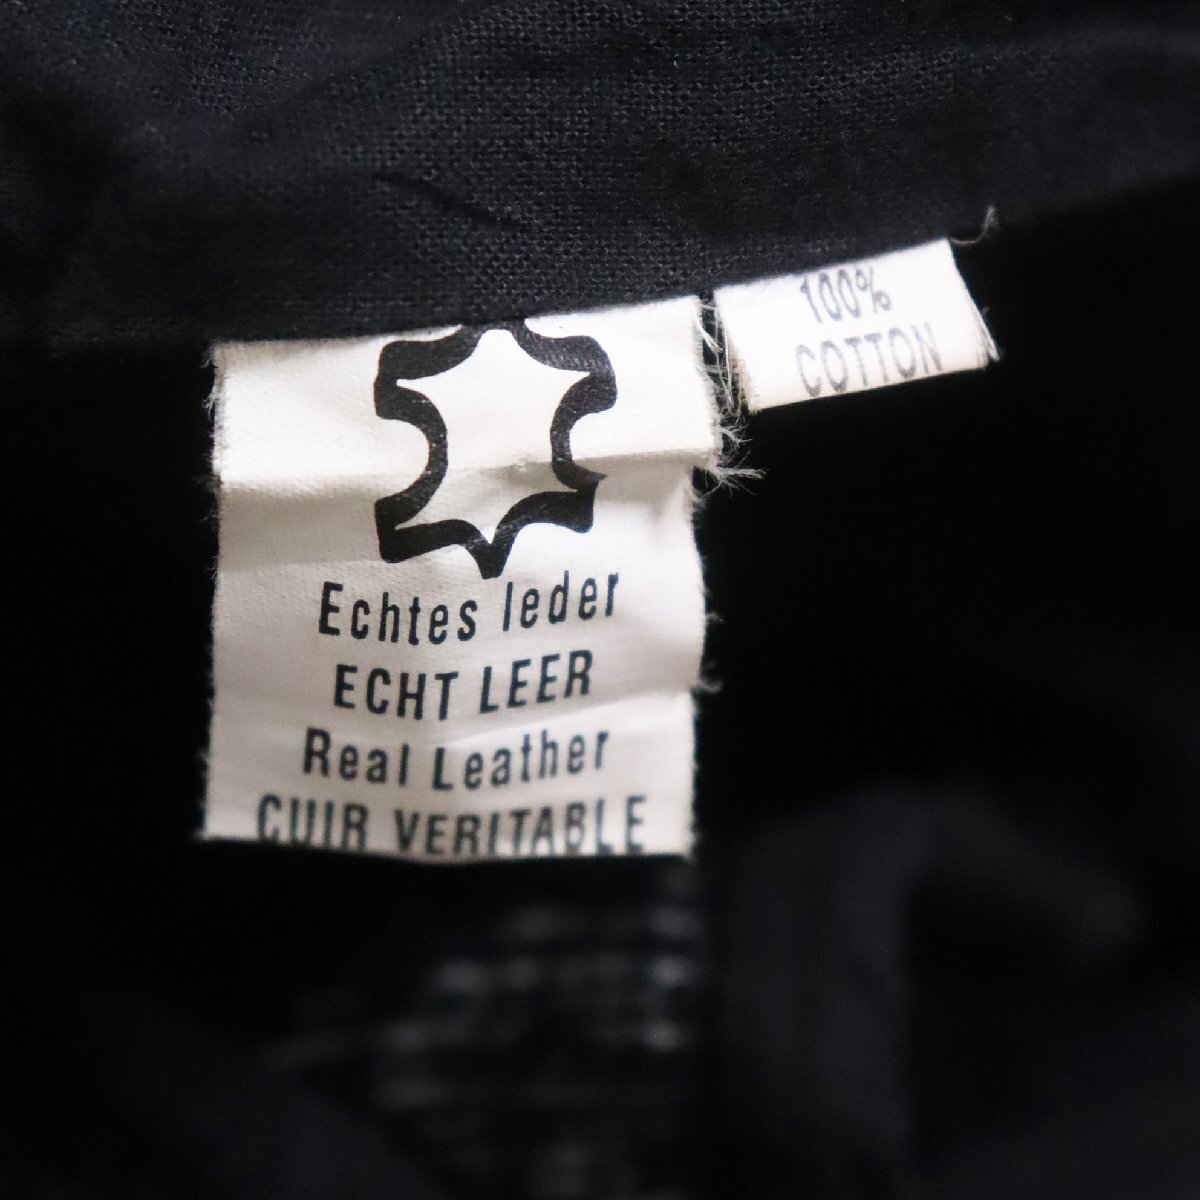 100%
COTTON
Echtes leder
ECHT LEER
Real Leather
CUIR VERITABLE